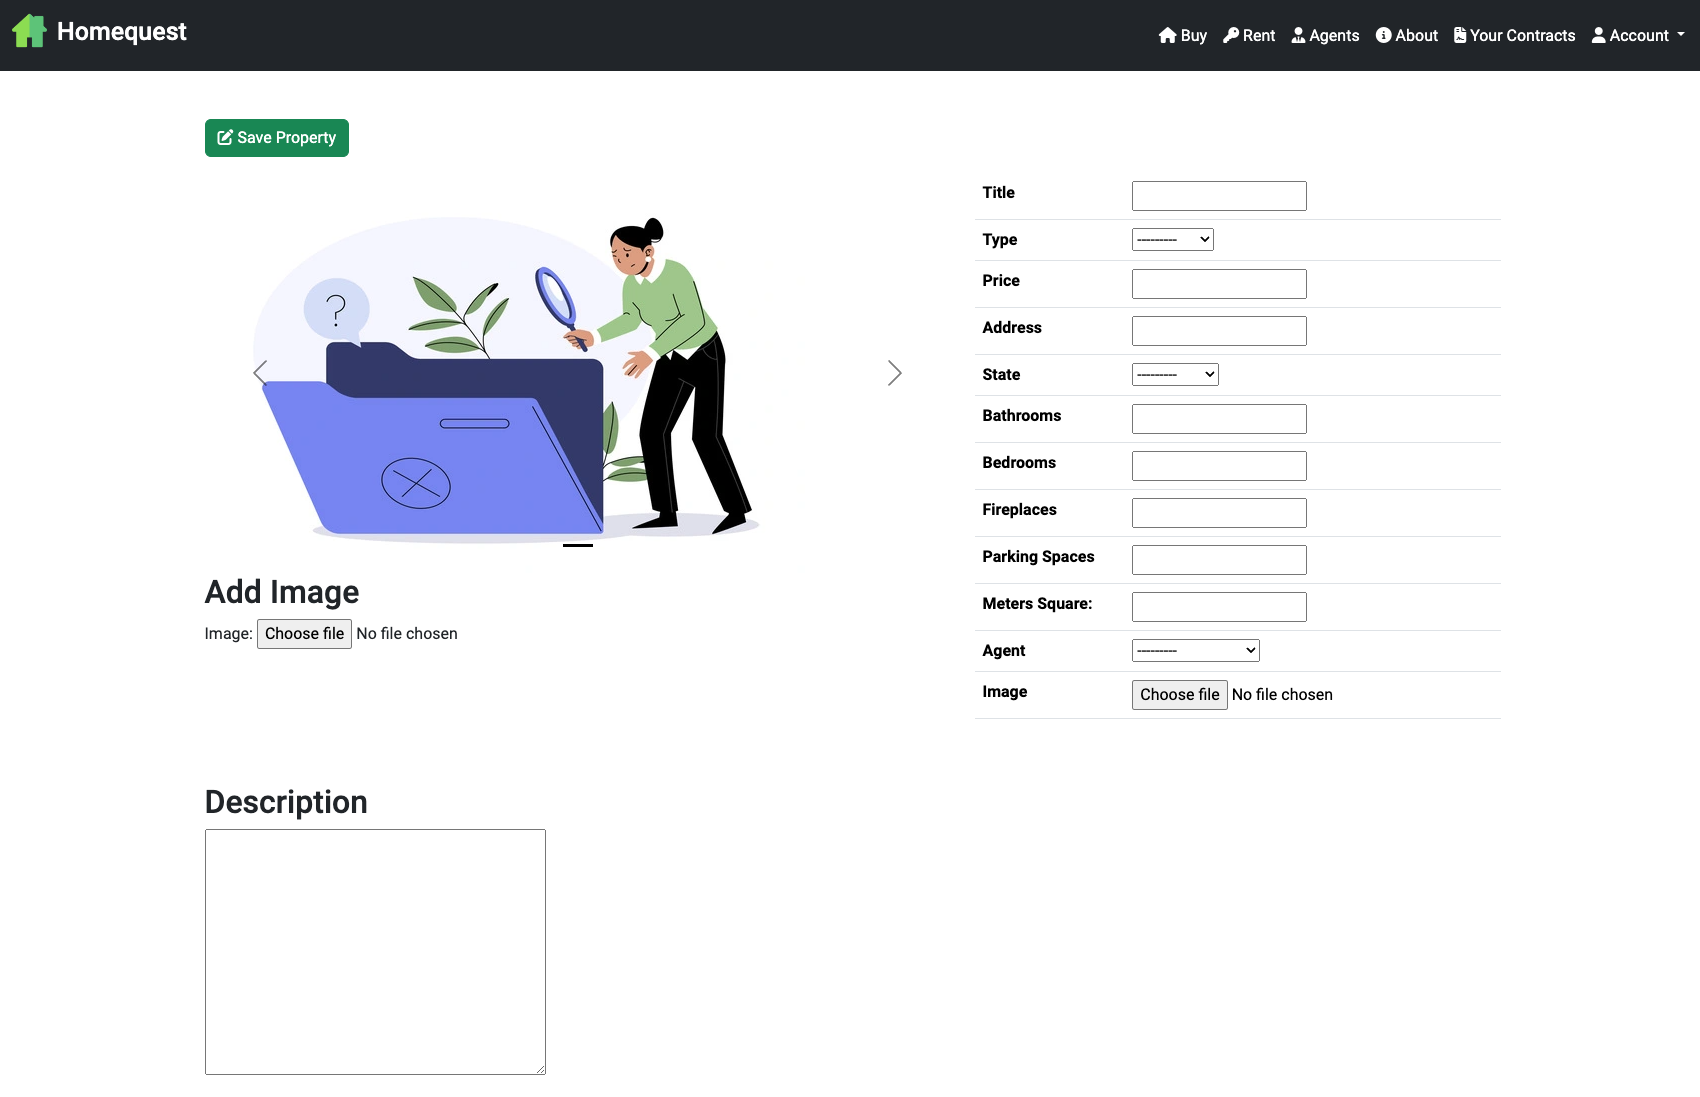 Homequest
Buy Rent Agents About Your Contracts Account
Save Property
Title
Type ---------
Price
Address
State ---------
Bathrooms
Bedrooms
Fireplaces
Parking Spaces
Meters Square:
Agent ---------
Image Choose file No file chosen
?
Add Image
Image: Choose file No file chosen
Description